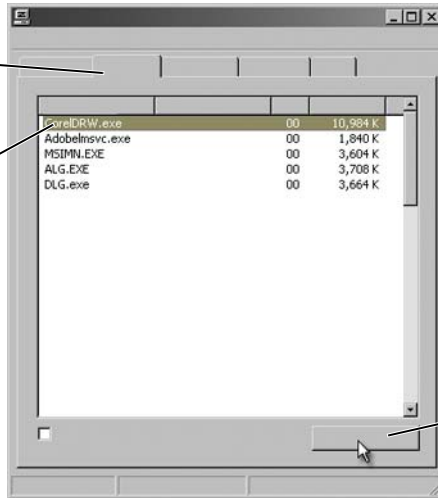 CorelDRW.exe 00 10,984 K
Adobelmsvc.exe 00 1,840 K
MSIMN.EXE 00 3,604 K
ALG.EXE 00 3,708 K
DLG.exe 00 3,664 K